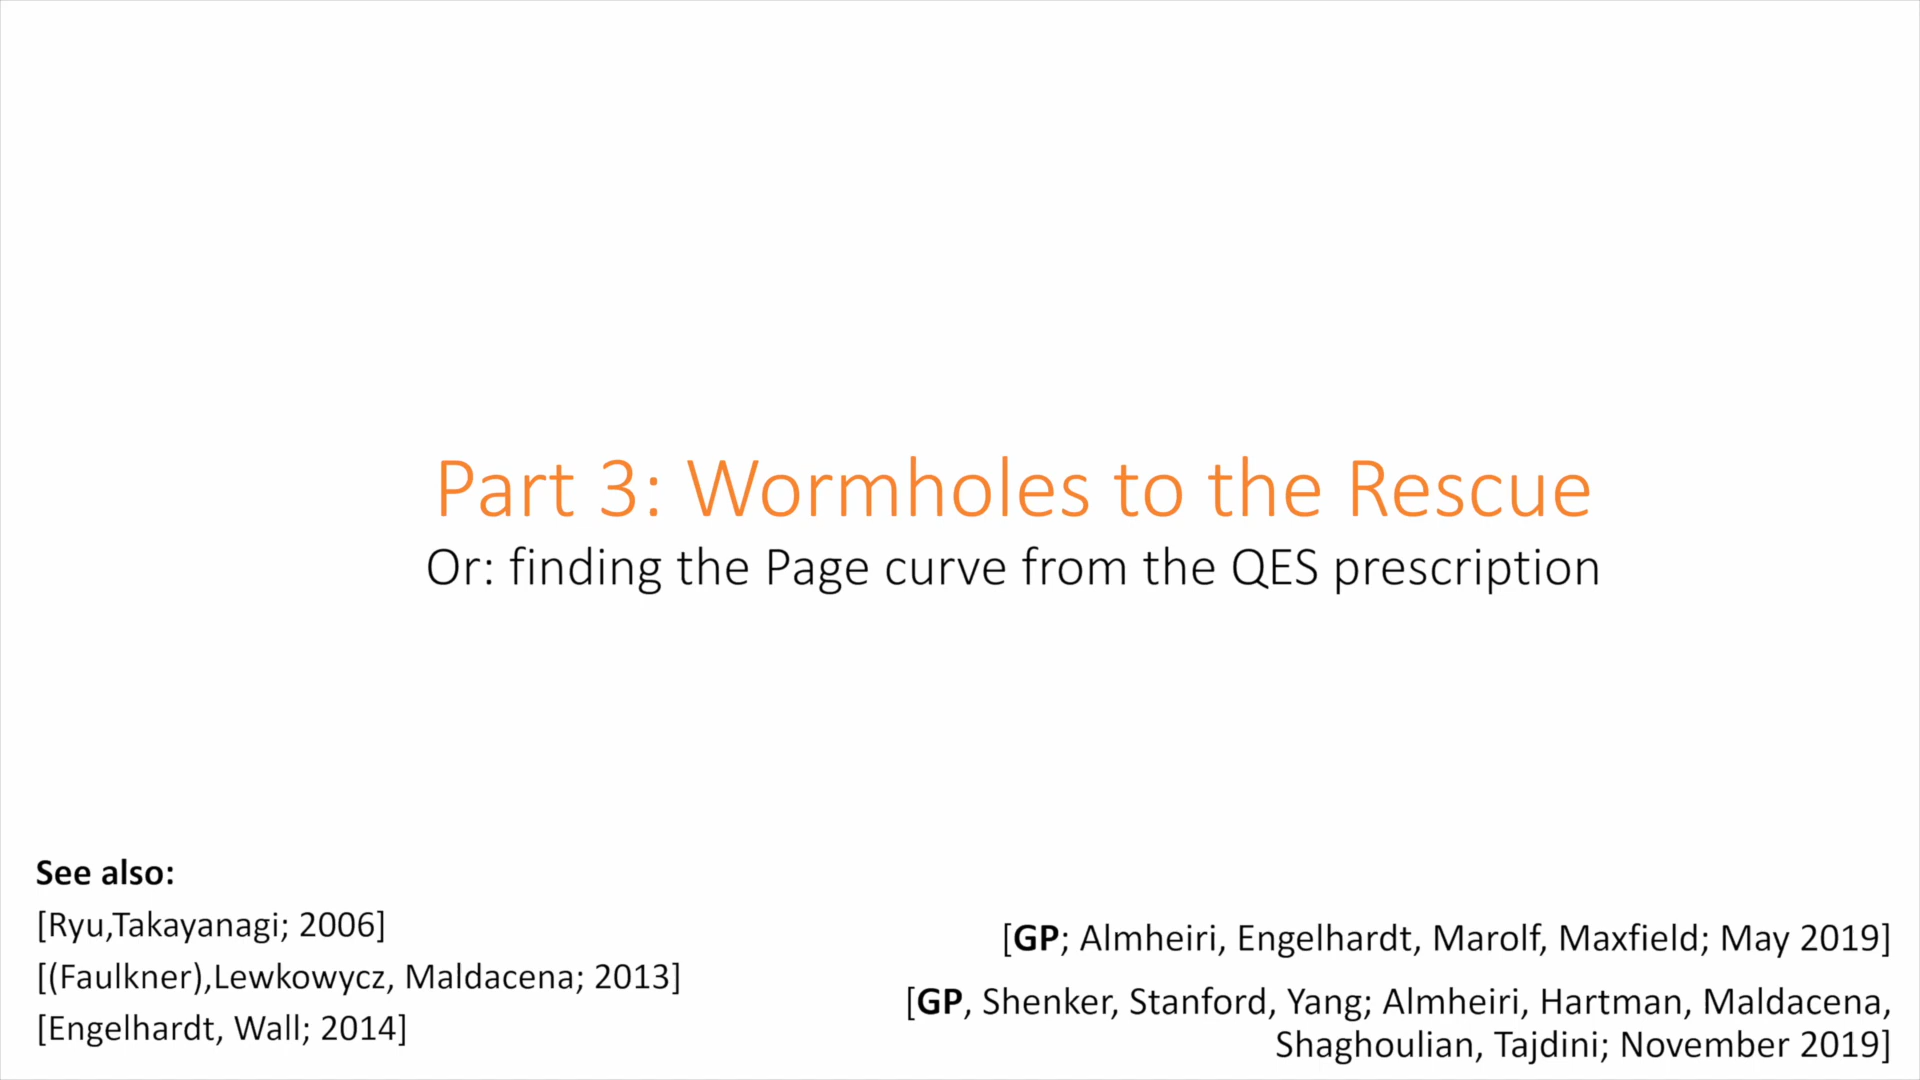 Part 3: Wormholes to the Rescue
Or: finding the Page curve from the QES prescription
See also:
[Ryu,Takayanagi; 2006]
[(Faulkner),Lewkowycz, Maldacena; 2013]
[Engelhardt, Wall; 2014]
[GP; Almheiri, Engelhardt, Marolf, Maxfield; May 2019]
[GP, Shenker, Stanford, Yang; Almheiri, Hartman, Maldacena,
Shaghoulian, Tajdini; November 2019]